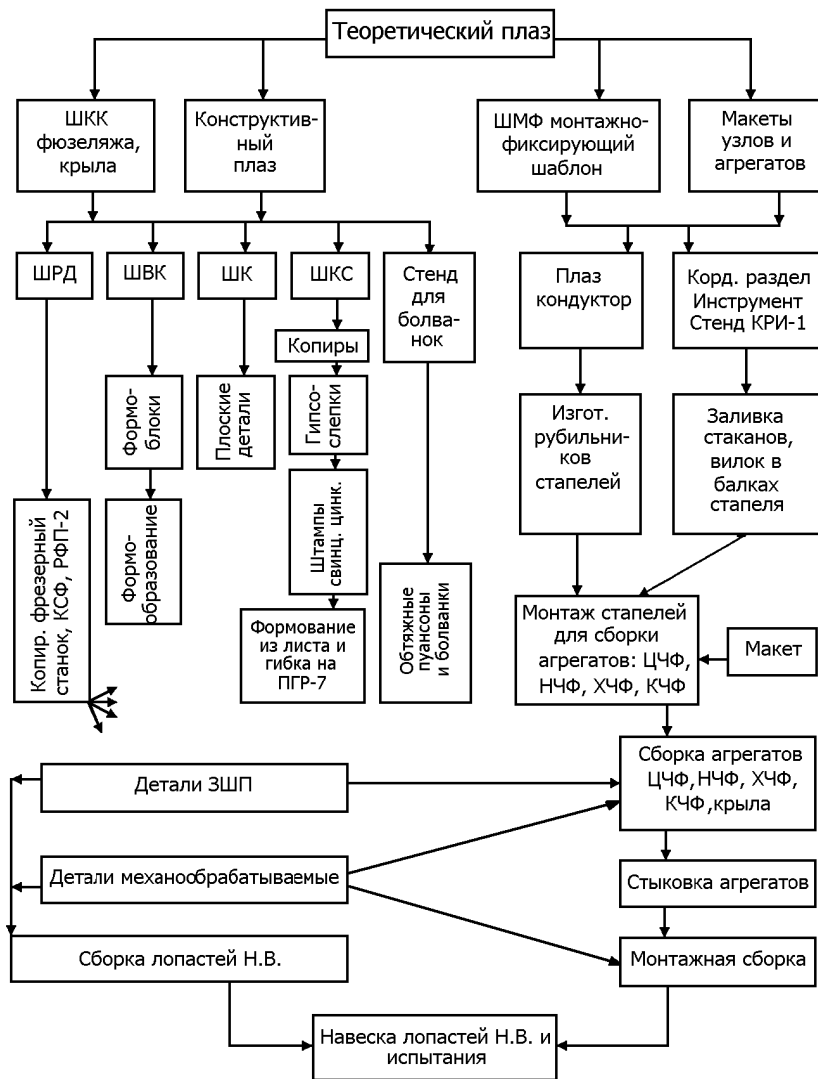 Теоретический плаз
ШКК
фюзеляжа,
крыла
Конструктив-
ный
плаз
ШМФ монтажно-
фиксирующий
шаблон
Макеты
узлов и
агрегатов
ШРД
ШВК
ШК
ШКС
Стенд
для
болва-
нок
Плаз
кондуктор
Корд. раздел
Инструмент
Стенд КРИ-1
Копиры
Формо-
блоки
Плоские
детали
Гипсо-
слепки
Изгот.
рубильни-
ков
стапелей
Заливка
стаканов,
вилок в
балках
стапеля
Копир. фрезерный
станок, КСФ, РФП-2
Формо-
образование
Штампы
свинц. цинк.
Формование
из листа и
гибка на
ПГР-7
Обтяжные
пуансоны
и болванки
Монтаж стапелей
для сборки
агрегатов: ЦЧФ,
НЧФ, ХЧФ, КЧФ
Макет
Детали ЗШП
Сборка агрегатов
ЦЧФ,НЧФ, ХЧФ,
КЧФ,крыла
Детали механообрабатываемые
Стыковка агрегатов
Сборка лопастей Н.В.
Монтажная сборка
Навеска лопастей Н.В. и
испытания